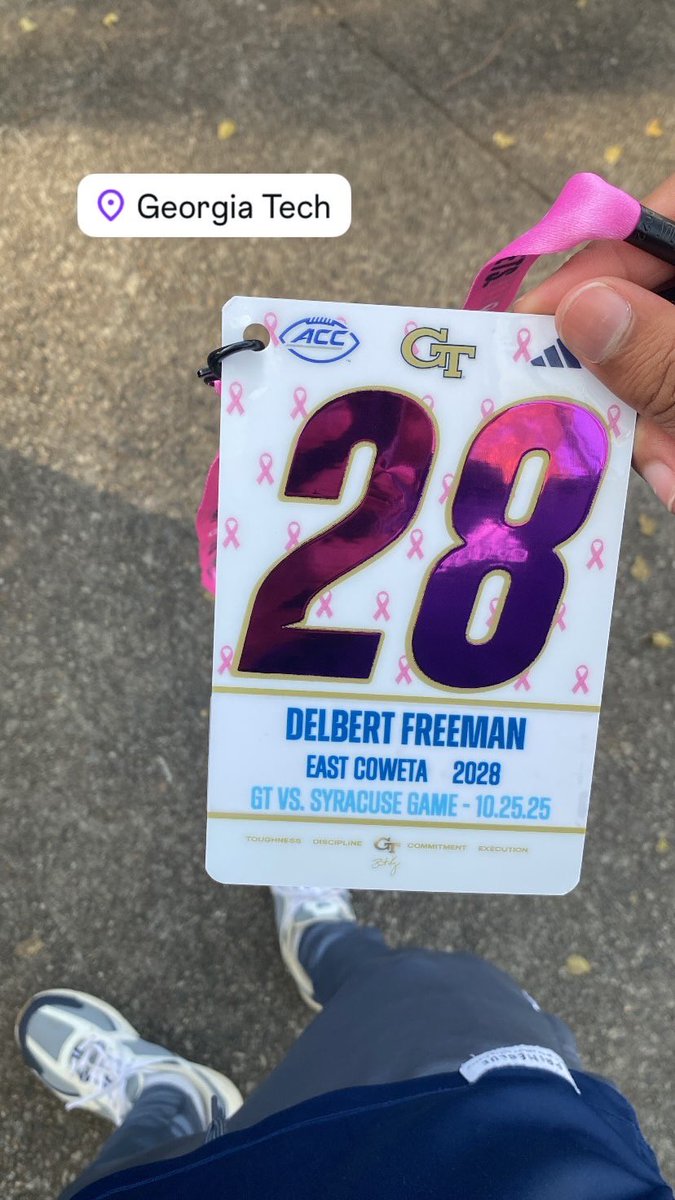 Georgia Tech
ACC
GT
28
DELBERT FREEMAN
EAST COWETA 2028
GT VS. SYRACUSE GAME - 10.25.25
TOUGHNESS DISCIPLINE GT COMMITMENT EXECUTION